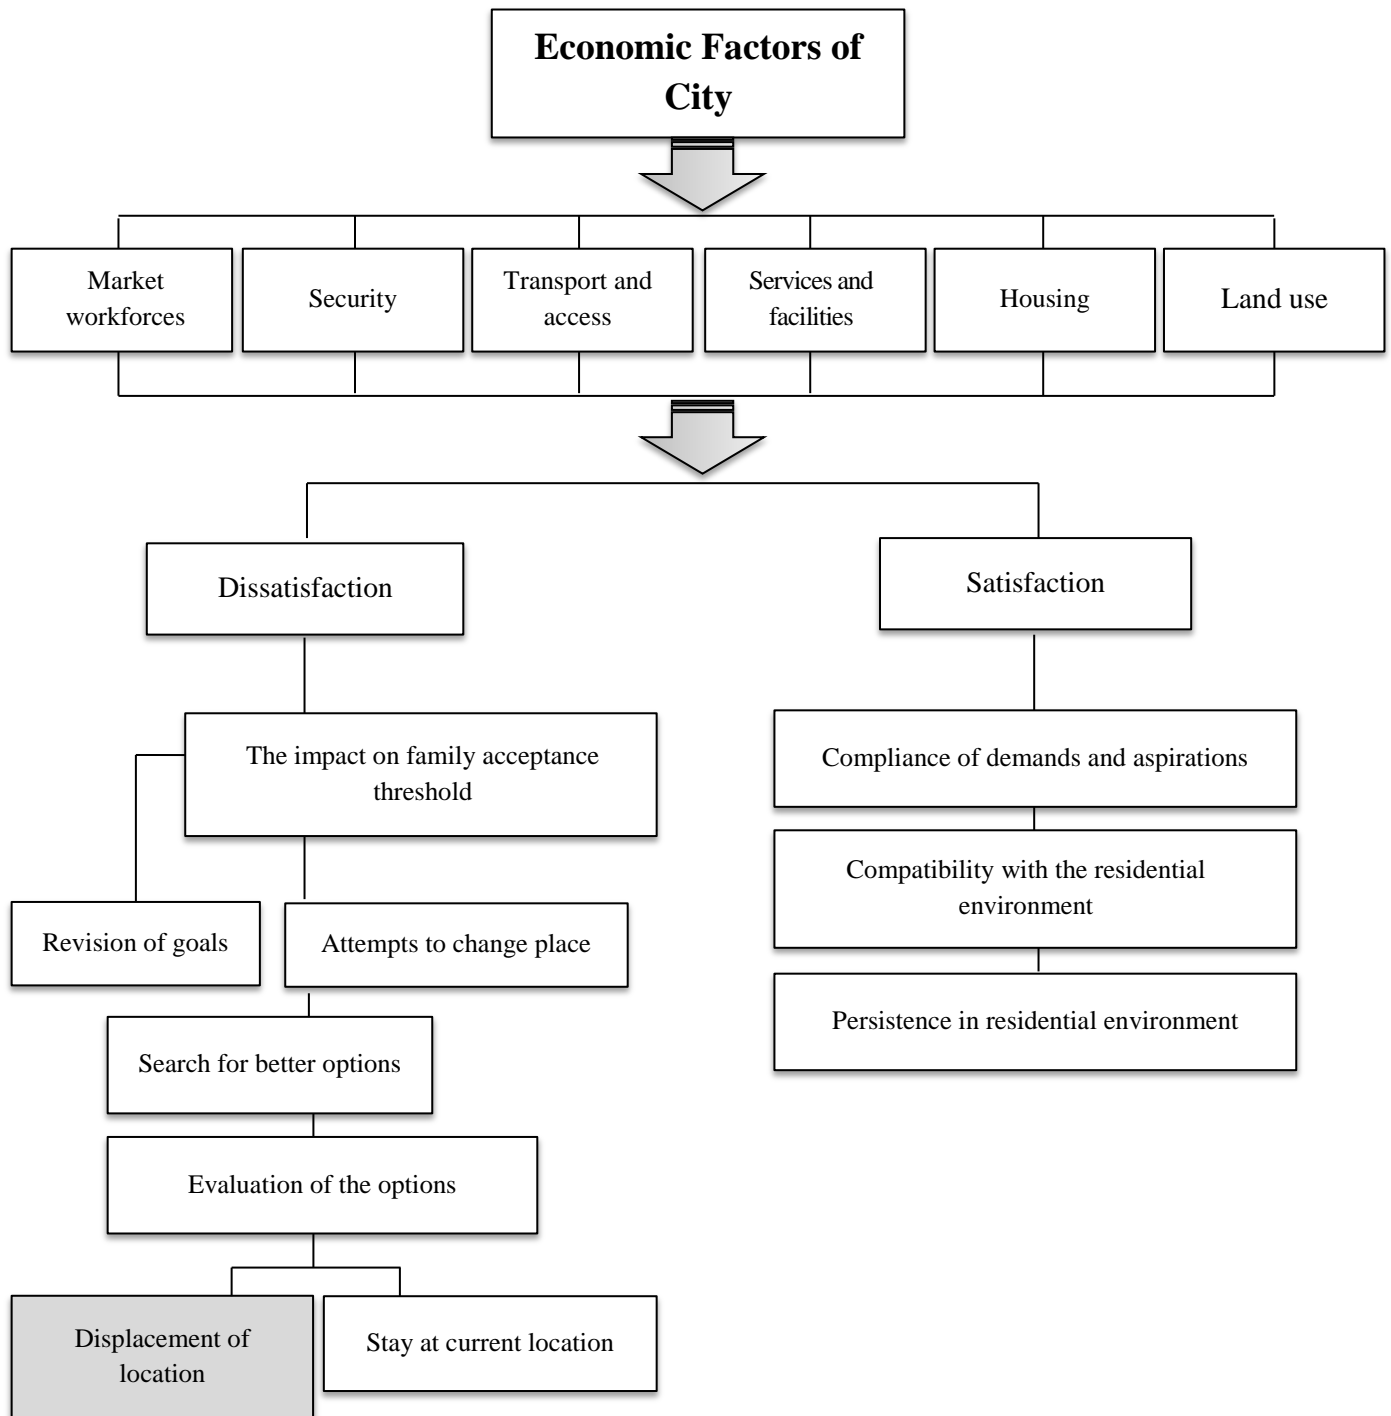 Economic Factors of
City
Market
workforces
Security
Transport and
access
Services and
facilities
Housing
Land use
Dissatisfaction
Satisfaction
The impact on family acceptance
threshold
Compliance of demands and aspirations
Compatibility with the residential
environment
Revision of goals
Attempts to change place
Persistence in residential environment
Search for better options
Evaluation of the options
Displacement of
location
Stay at current location